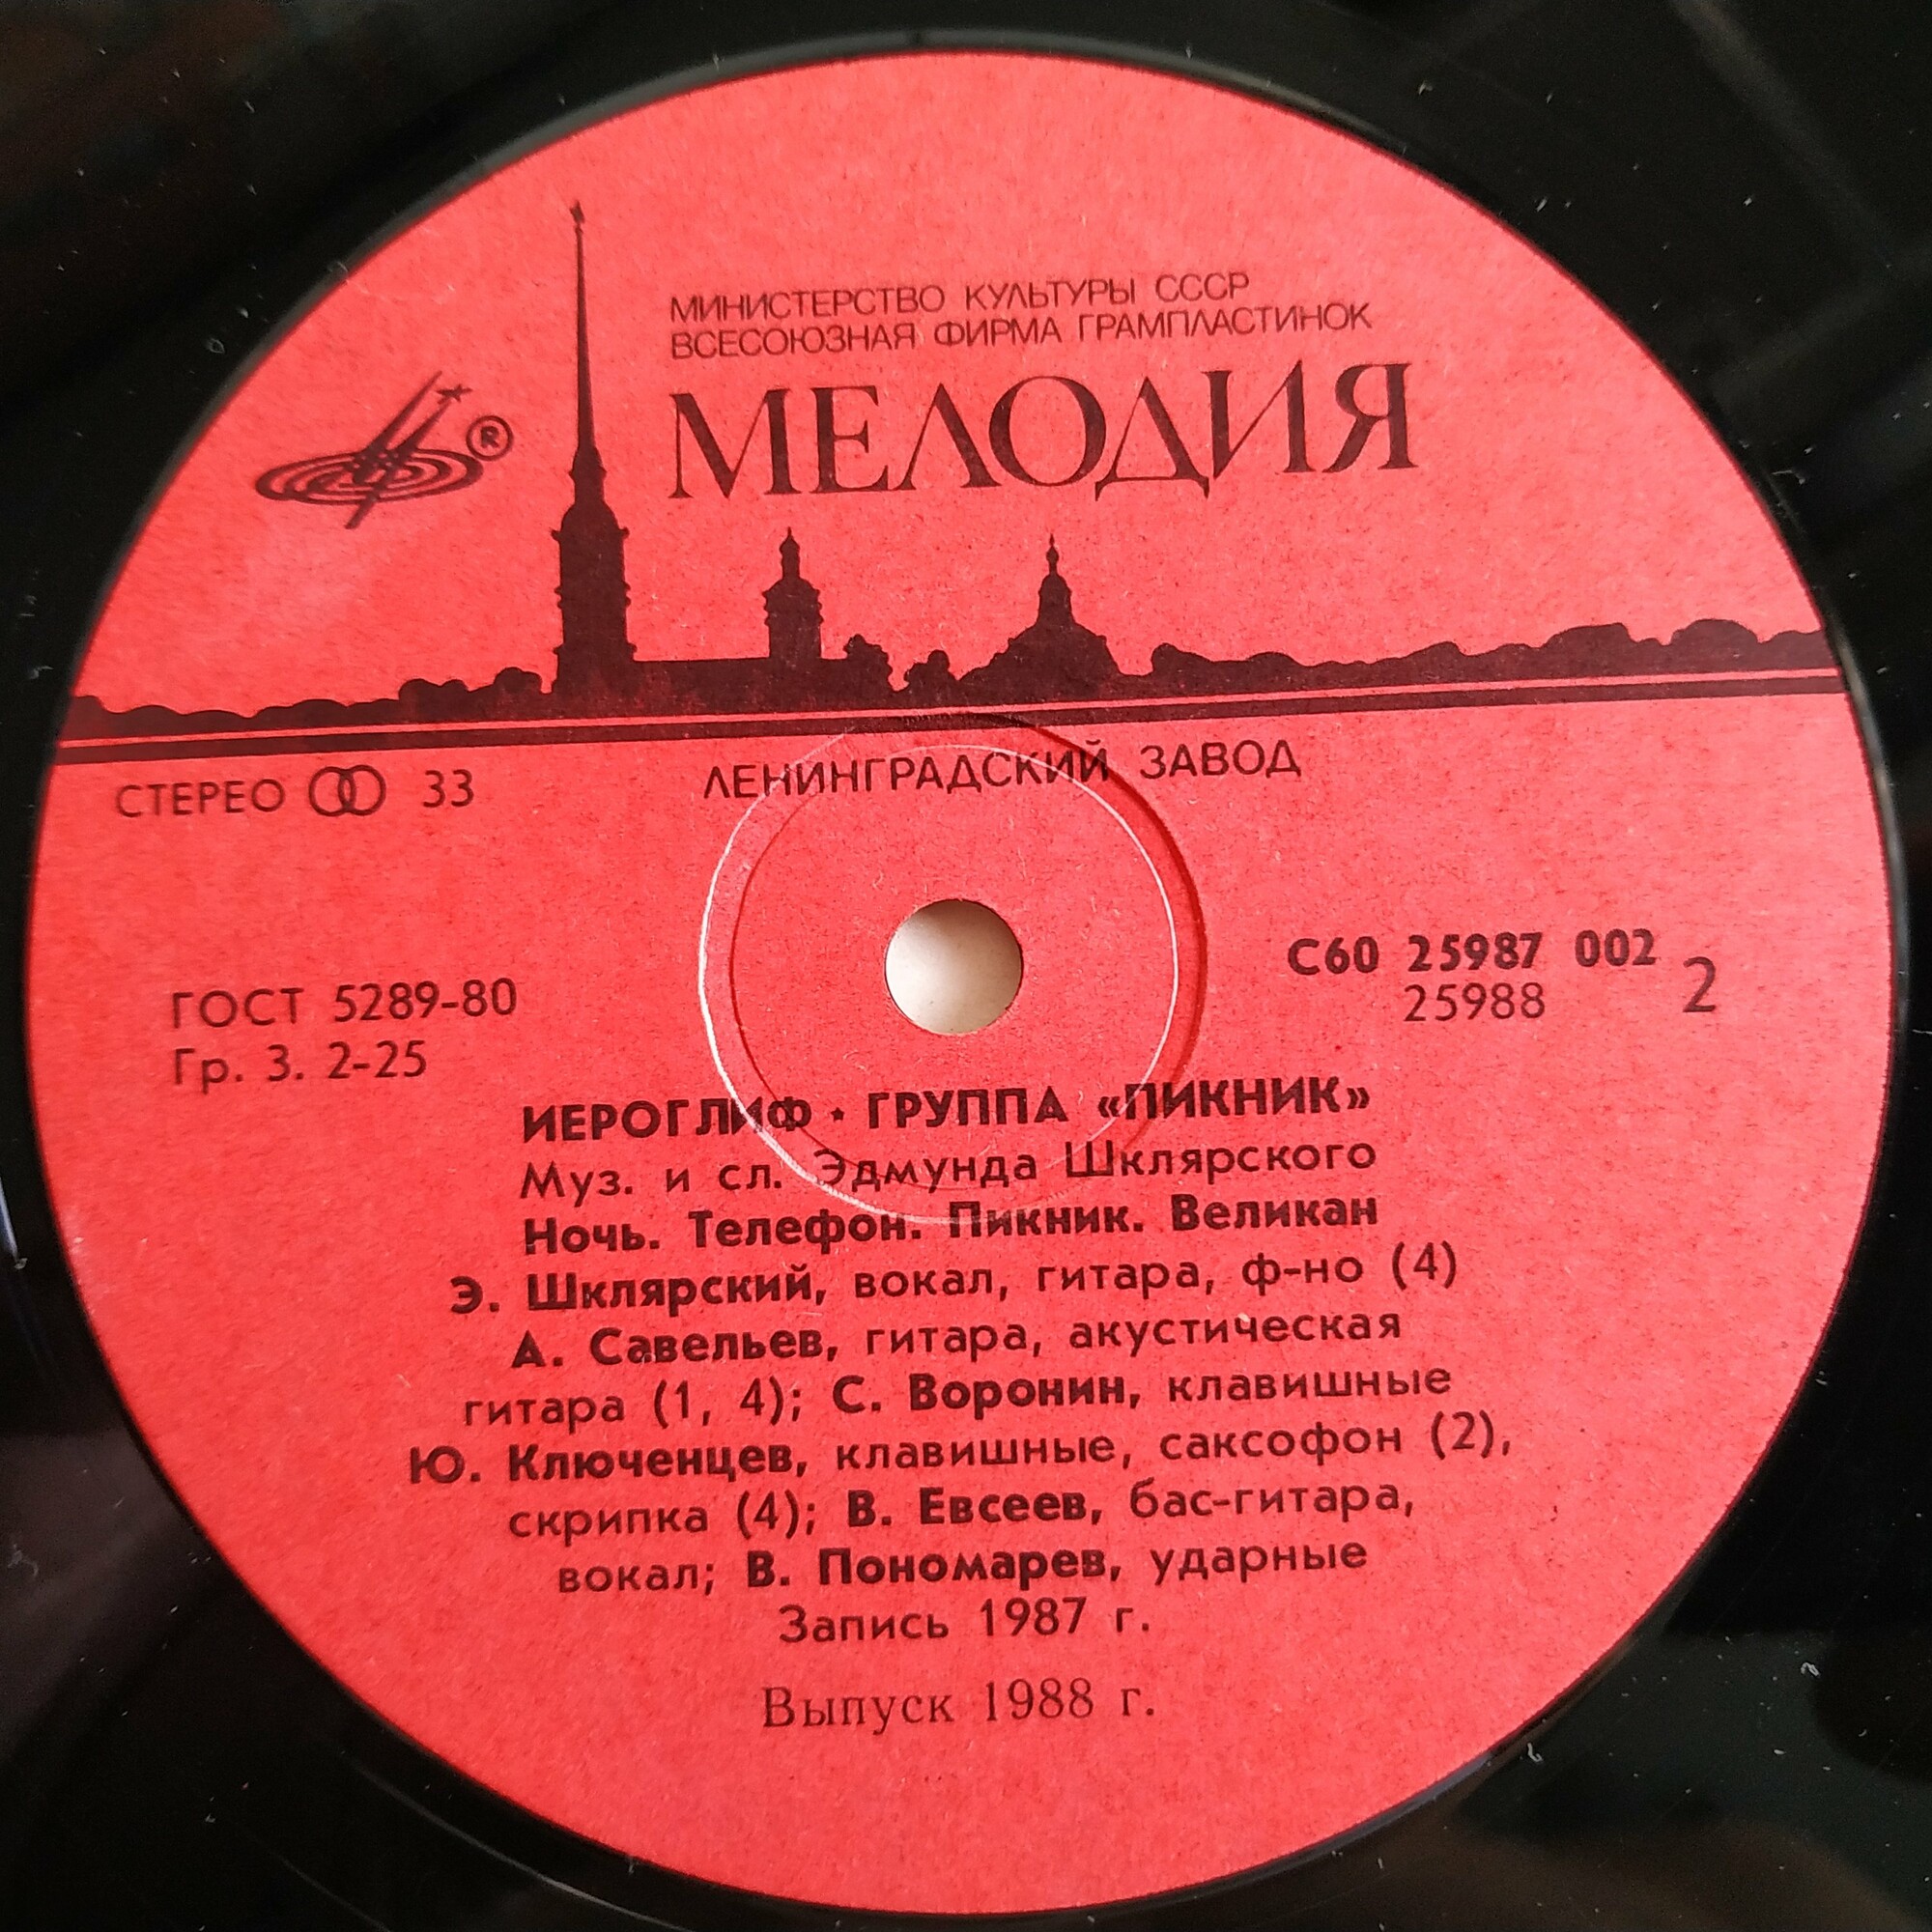 МИНИСТЕРСТВО КУЛЬТУРЫ СССР
ВСЕСОЮЗНАЯ ФИРМА ГРАМПЛАСТИНОК
МЕЛОДИЯ
®
СТЕРЕО 33
ЛЕНИНГРАДСКИЙ ЗАВОД
ГОСТ 5289-80
Гр. 3. 2-25
С60 25987 002
25988
2
ИЕРОГЛИФ ⋆ ГРУППА «ПИКНИК»
Муз. и сл. Эдмунда Шклярского
Ночь. Телефон. Пикник. Великан
Э. Шклярский, вокал, гитара, ф-но (4)
А. Савельев, гитара, акустическая
гитара (1, 4); С. Воронин, клавишные
Ю. Ключенцев, клавишные, саксофон (2),
скрипка (4); В. Евсеев, бас-гитара,
вокал; В. Пономарев, ударные
Запись 1987 г.
Выпуск 1988 г.